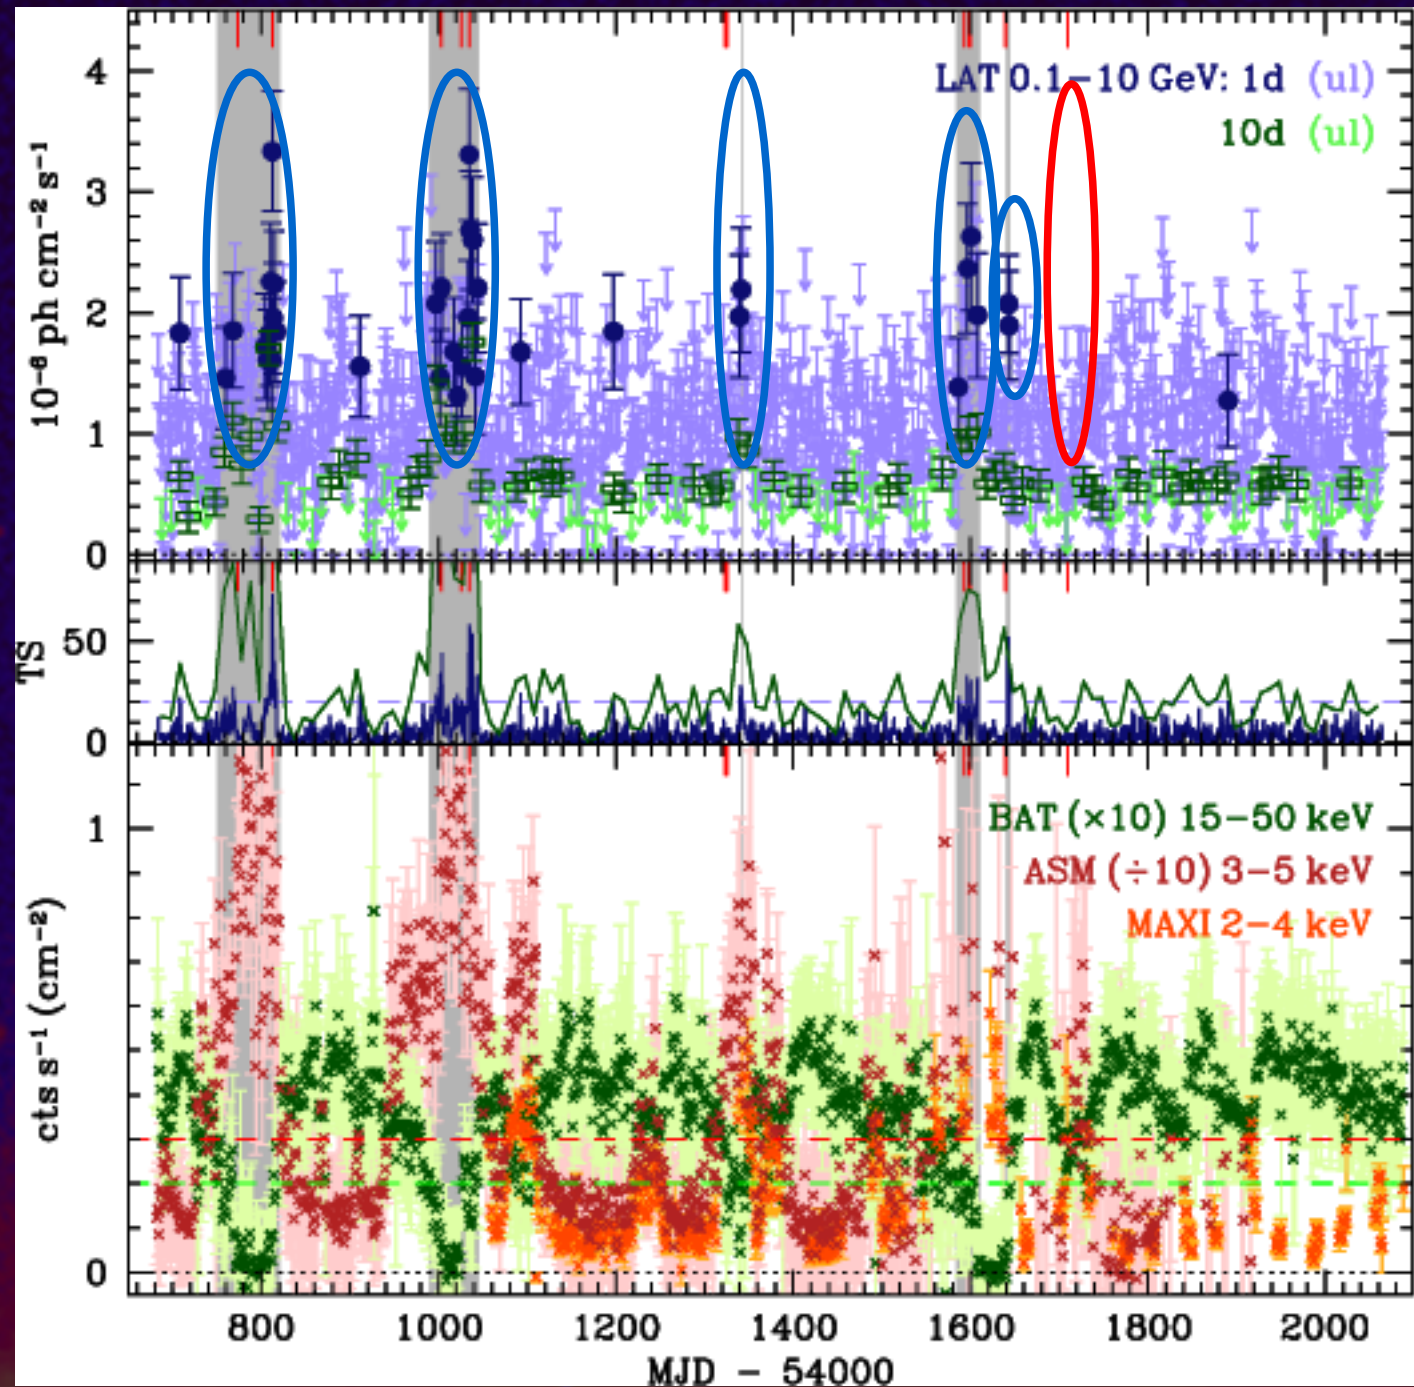 LAT 0.1−10 GeV: 1d (ul)
10d (ul)
4
3
2
1
0
10⁻⁶ ph cm⁻² s⁻¹
50
0
TS
BAT (×10) 15−50 keV
ASM (÷10) 3−5 keV
MAXI 2−4 keV
1
0
cts s⁻¹ (cm⁻²)
800 1000 1200 1400 1600 1800 2000
MJD − 54000